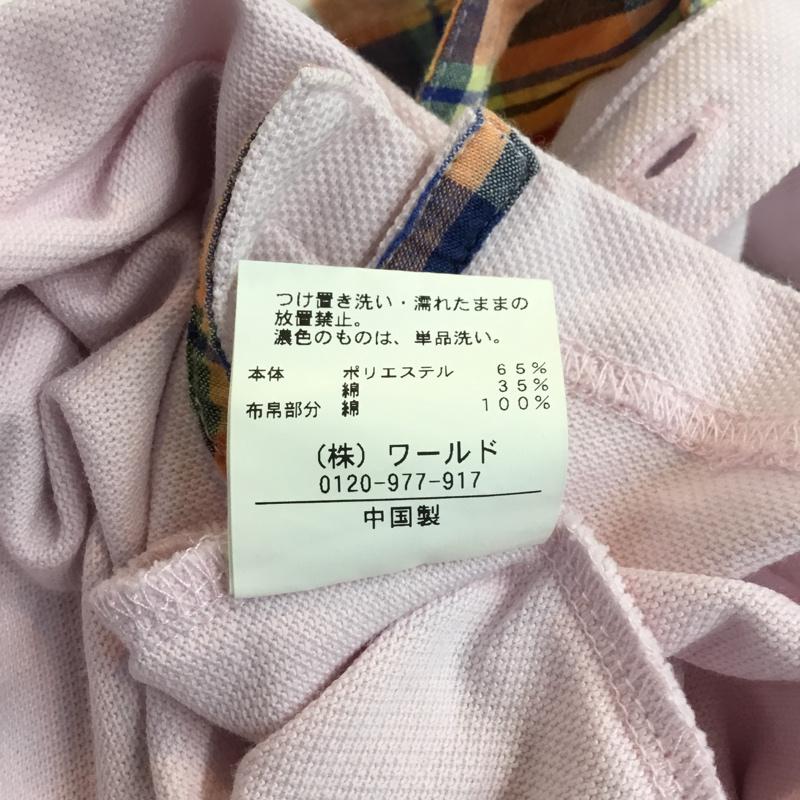 つけ置き洗い・濡れたままの
放置禁止。
濃色のものは、単品洗い。
本体 ポリエステル 65%
綿 35%
布帛部分 綿 100%
(株) ワールド
0120-977-917
中国製